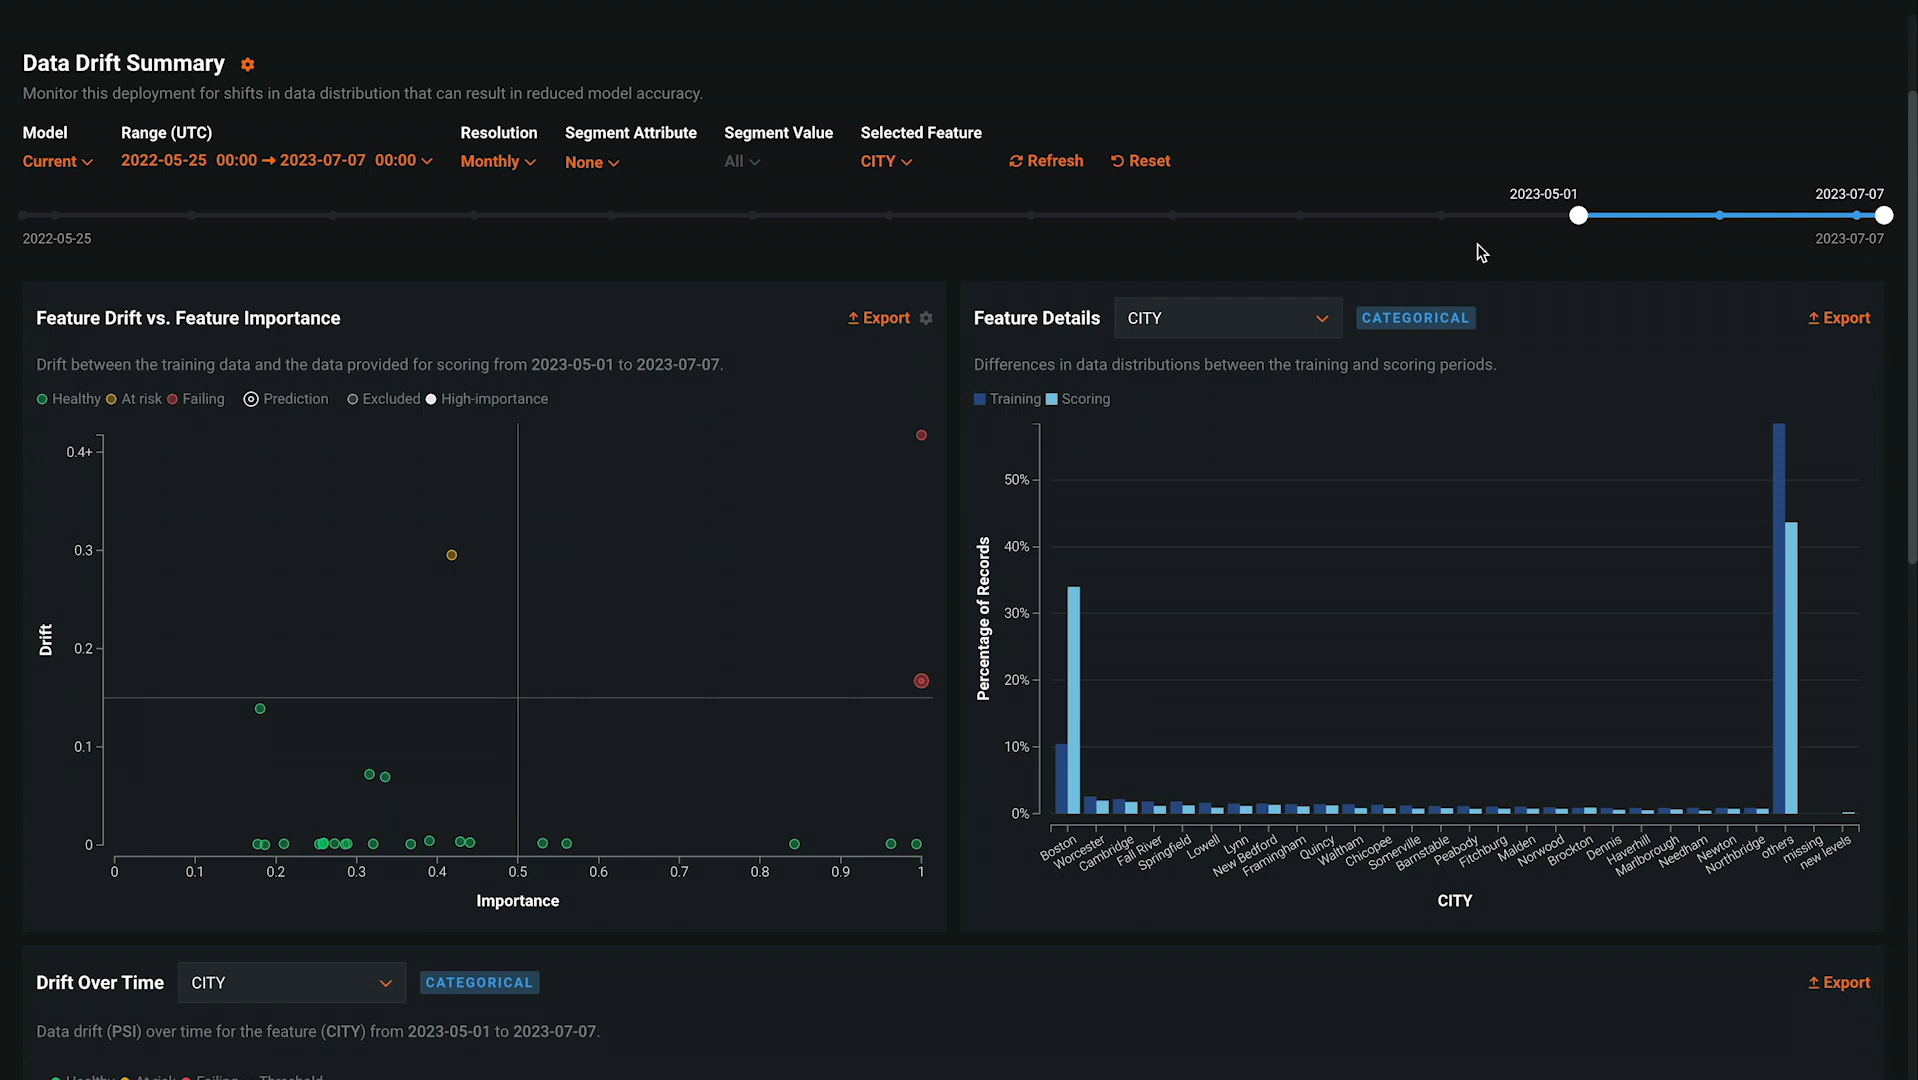 Data Drift Summary
Monitor this deployment for shifts in data distribution that can result in reduced model accuracy.
Model Range (UTC) Resolution Segment Attribute Segment Value Selected Feature
Current 2022-05-25 00:00 → 2023-07-07 00:00 Monthly None All CITY Refresh Reset
2023-05-01 2023-07-07
2022-05-25 2023-07-07
Feature Drift vs. Feature Importance Export
Drift between the training data and the data provided for scoring from 2023-05-01 to 2023-07-07.
Healthy At risk Failing Prediction Excluded High-importance
0.4+
0.3
0.2
0.1
0
Drift
0 0.1 0.2 0.3 0.4 0.5 0.6 0.7 0.8 0.9 1
Importance
Feature Details CITY CATEGORICAL Export
Differences in data distributions between the training and scoring periods.
Training Scoring
50%
40%
30%
20%
10%
0%
Percentage of Records
Boston Worcester Cambridge Fall River Springfield Lowell Lynn New Bedford Framingham Quincy Waltham Chicopee Somerville Barnstable Peabody Fitchburg Malden Norwood Brockton Dennis Haverhill Marlborough Needham Newton Northbridge others missing new levels
CITY
Drift Over Time CITY CATEGORICAL Export
Data drift (PSI) over time for the feature (CITY) from 2023-05-01 to 2023-07-07.
Healthy At risk Failing Threshold